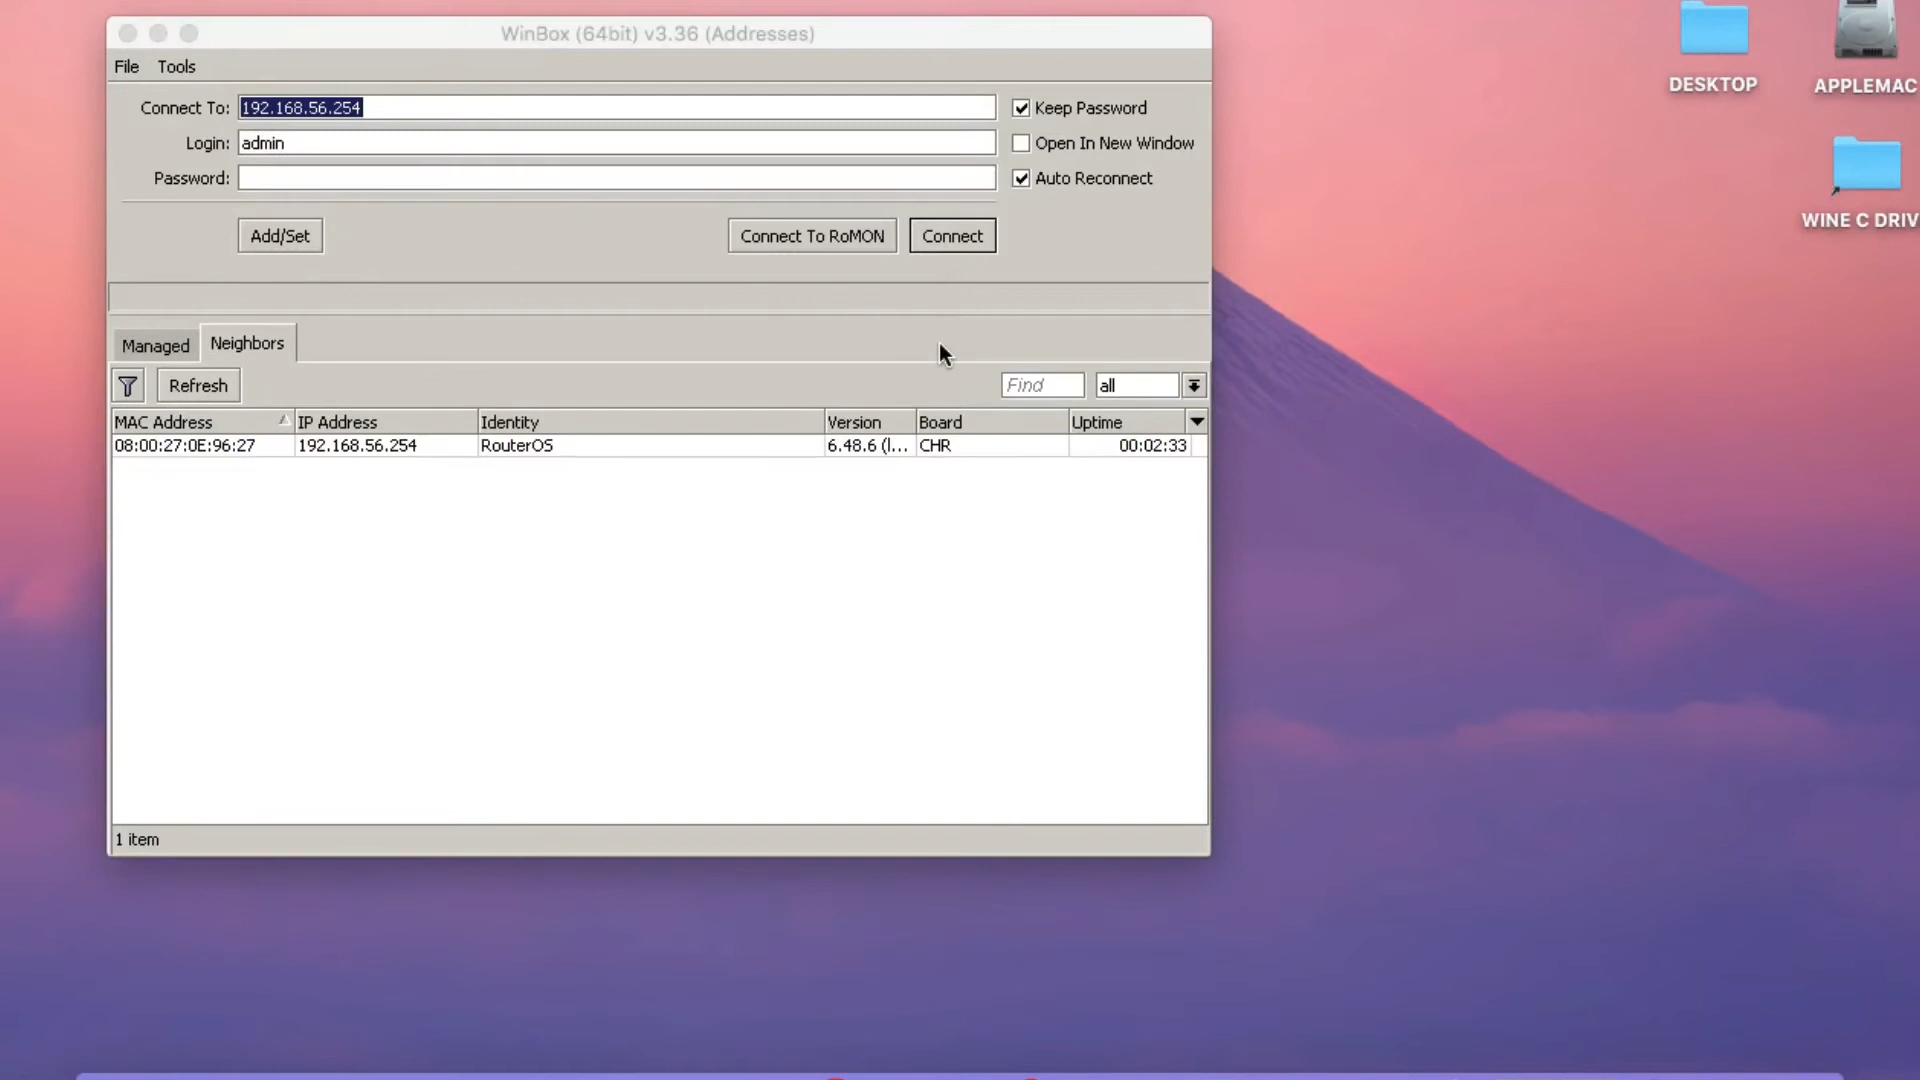 WinBox (64bit) v3.36 (Addresses)
File Tools
Connect To: 192.168.56.254 Keep Password
Login: admin Open In New Window
Password: Auto Reconnect
Add/Set Connect To RoMON Connect
Managed Neighbors
Refresh Find all
MAC Address IP Address Identity Version Board Uptime
08:00:27:0E:96:27 192.168.56.254 RouterOS 6.48.6 (l... CHR 00:02:33
1 item
DESKTOP
APPLEMAC
WINE C DRIV